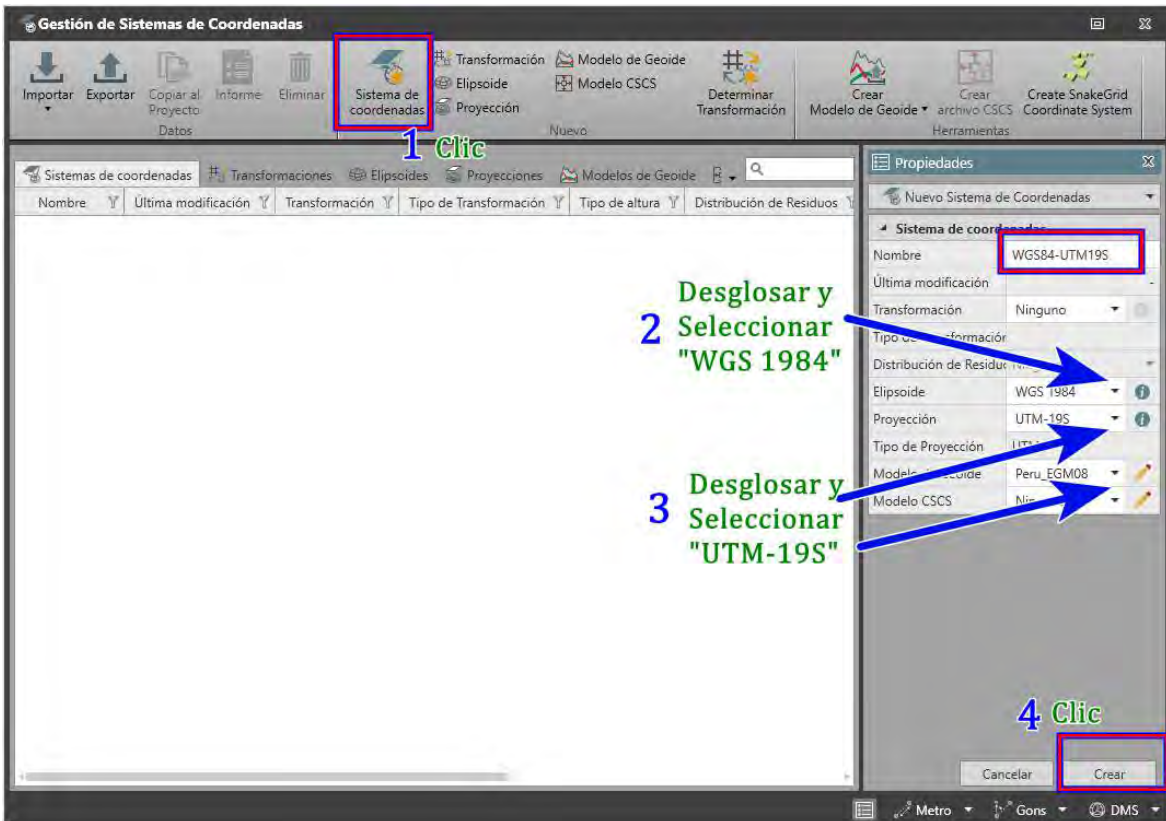 Gestión de Sistemas de Coordenadas
Importar
Exportar
Copiar al
Proyecto
Informe
Eliminar
Datos
Sistema de
coordenadas
Transformación
Elipsoide
Proyección
Modelo de Geoide
Modelo CSCS
Determinar
Transformación
Nuevo
Crear
Modelo de Geoide
Crear
archivo CSCS
Create SnakeGrid
Coordinate System
Herramientas
1 Clic
Sistemas de coordenadas
Transformaciones
Elipsoides
Proyecciones
Modelos de Geoide
Nombre
Última modificación
Transformación
Tipo de Transformación
Tipo de altura
Distribución de Residuos
Propiedades
Nuevo Sistema de Coordenadas
Sistema de coordenadas
Nombre WGS84-UTM19S
Última modificación -
Transformación Ninguno
Distribución de
Elipsoide WGS 1984
Proyección UTM-19S
Tipo de Proyección
Peru_EGM08
Modelo CSCS
2 Desglosar y
Seleccionar
"WGS 1984"
3 Desglosar y
Seleccionar
"UTM-19S"
4 Clic
Cancelar
Crear
Metro
Gons
DMS